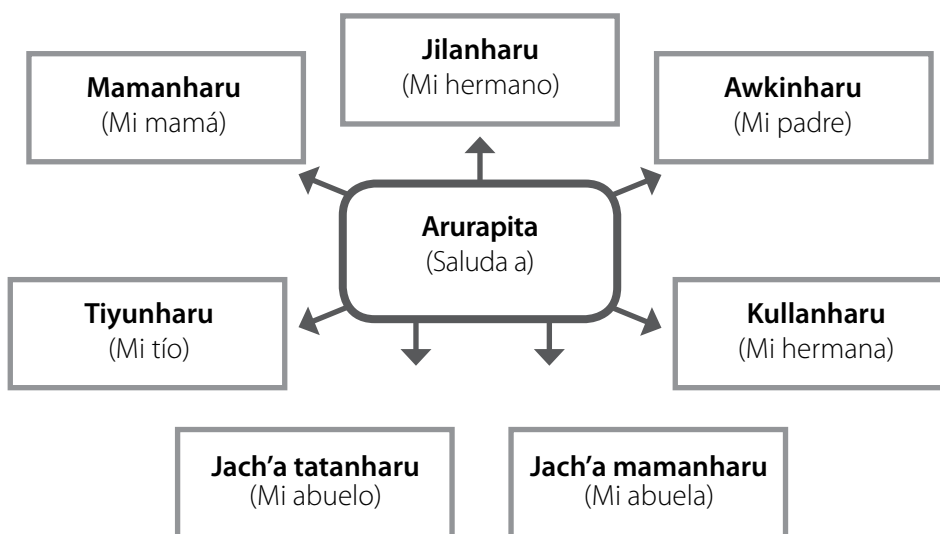 Jilanharu
(Mi hermano)
Mamanharu
(Mi mamá)
Awkinharu
(Mi padre)
Arurapita
(Saluda a)
Tiyunharu
(Mi tío)
Kullanharu
(Mi hermana)
Jach’a tatanharu
(Mi abuelo)
Jach’a mamanharu
(Mi abuela)